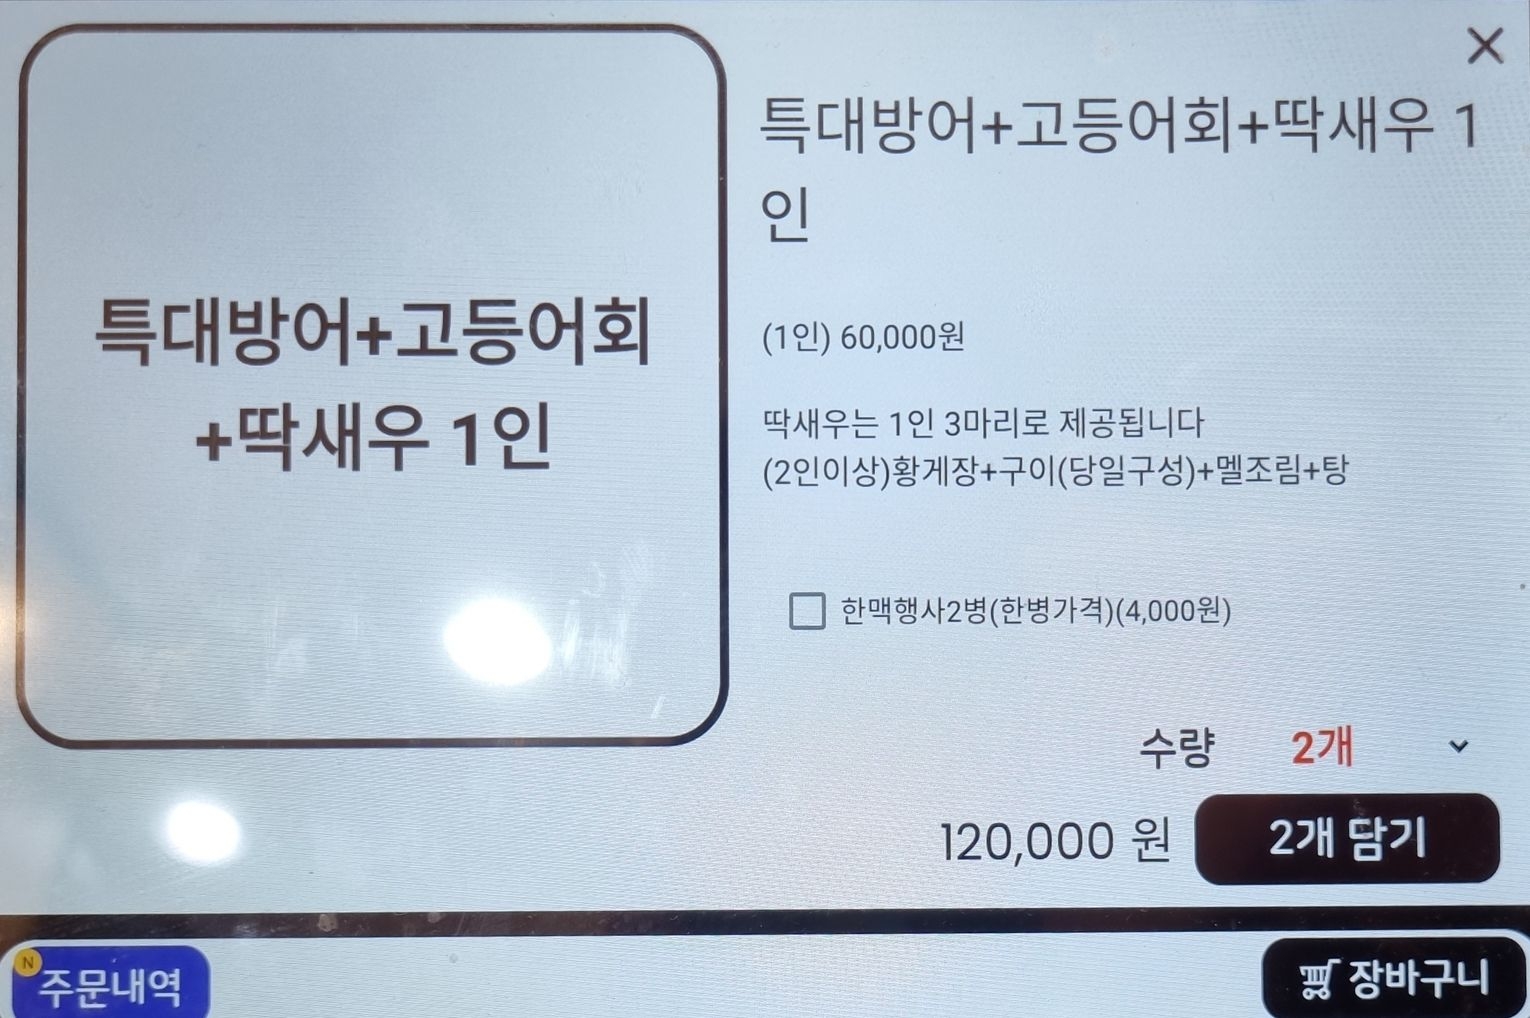 특대방어+고등어회
+딱새우 1인
특대방어+고등어회+딱새우 1
인
(1인) 60,000원
딱새우는 1인 3마리로 제공됩니다
(2인이상)황게장+구이(당일구성)+멜조림+탕
한맥행사2병(한병가격)(4,000원)
수량 2개
120,000 원 2개 담기
N
주문내역
장바구니